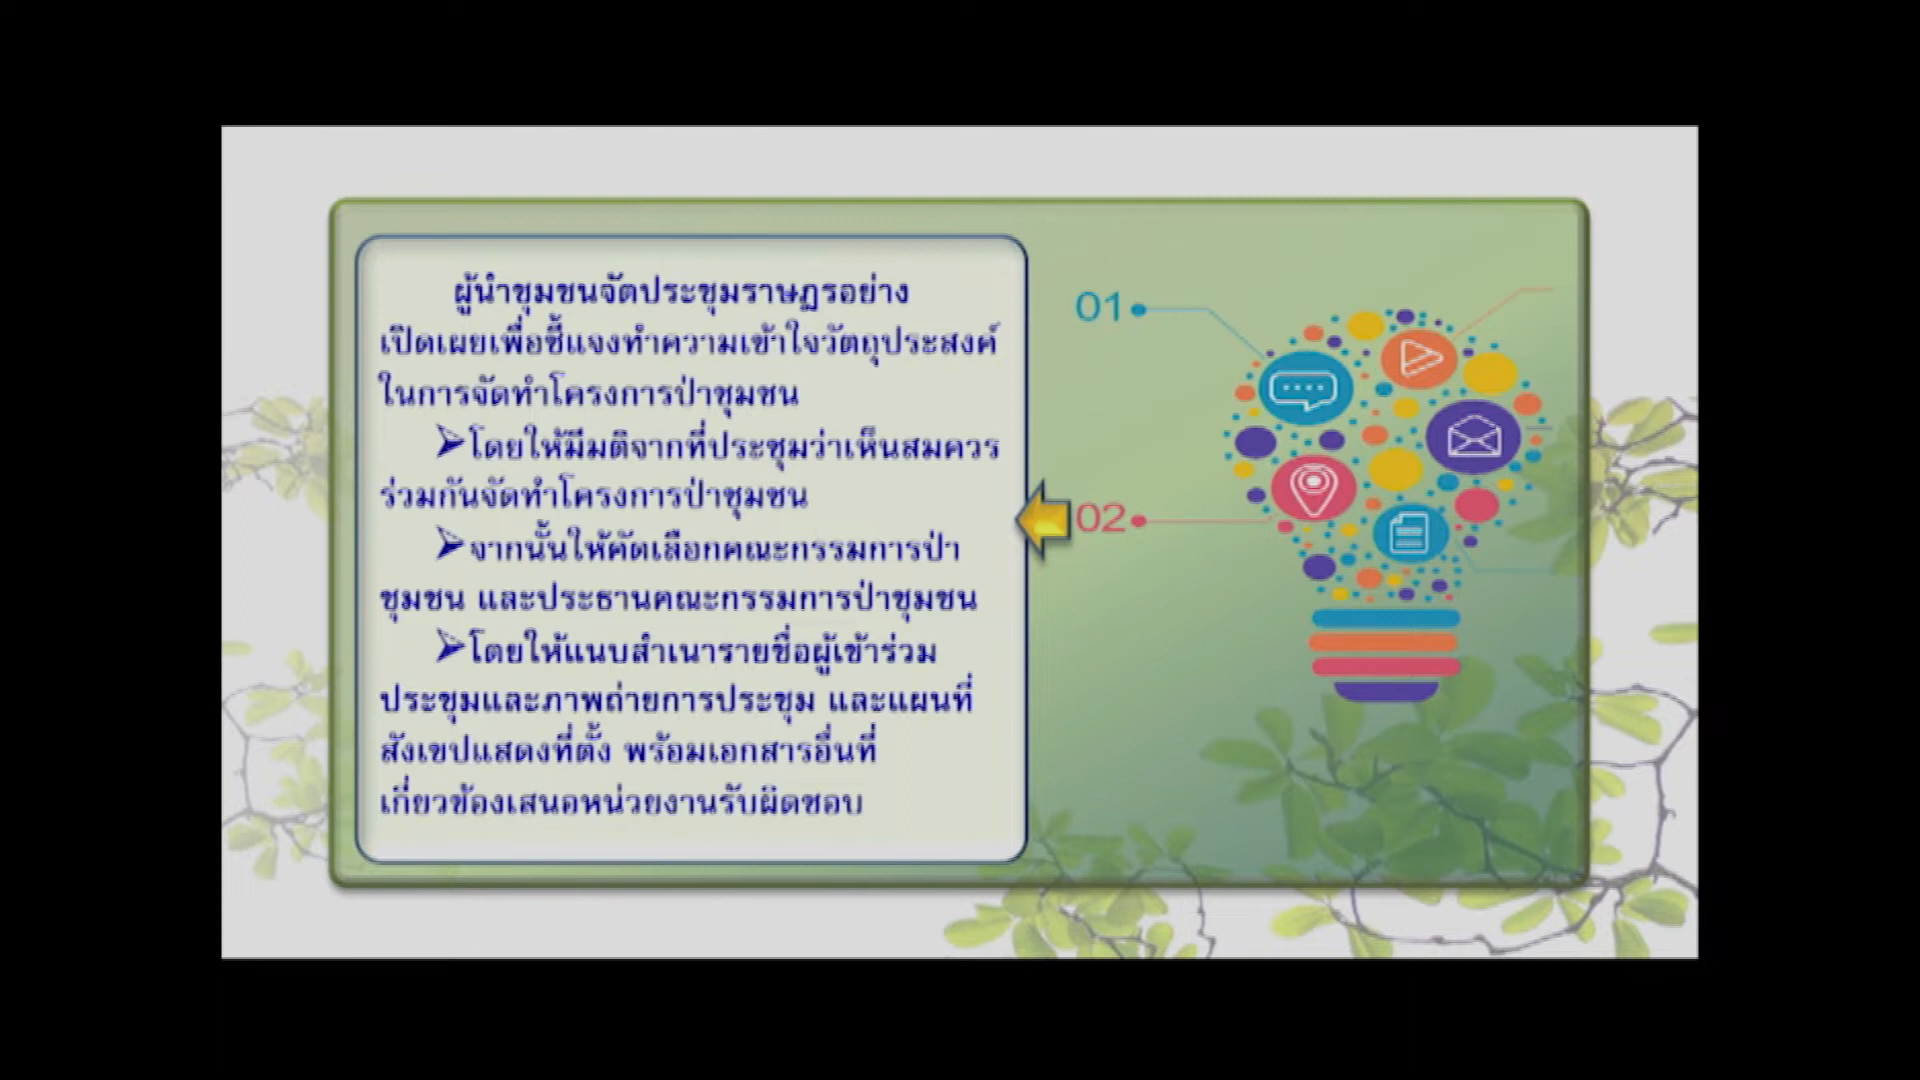 ผู้นำชุมชนจัดประชุมราษฎรอย่าง
เปิดเผยเพื่อชี้แจงทำความเข้าใจวัตถุประสงค์
ในการจัดทำโครงการป่าชุมชน
➢โดยให้มีมติจากที่ประชุมว่าเห็นสมควร
ร่วมกันจัดทำโครงการป่าชุมชน
➢จากนั้นให้คัดเลือกคณะกรรมการป่า
ชุมชน และประธานคณะกรรมการป่าชุมชน
➢โดยให้แนบสำเนารายชื่อผู้เข้าร่วม
ประชุมและภาพถ่ายการประชุม และแผนที่
สังเขปแสดงที่ตั้ง พร้อมเอกสารอื่นที่
เกี่ยวข้องเสนอหน่วยงานรับผิดชอบ
01
02